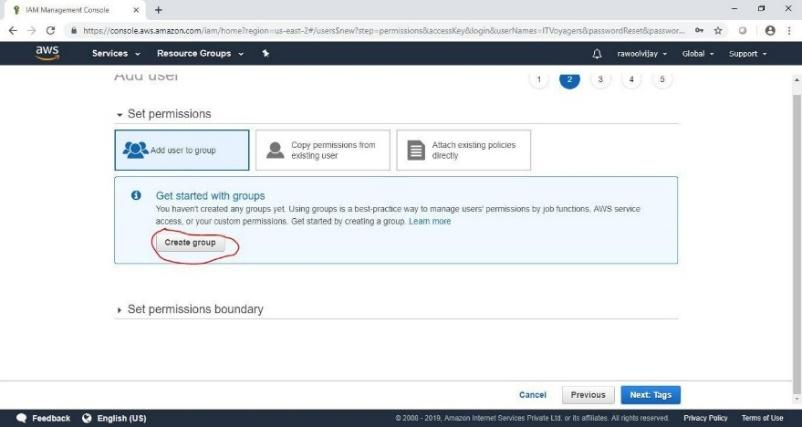 IAM Management Console
https://console.aws.amazon.com/iam/home?region=us-east-2#/users$new?step=permissions&accessKey&login&userNames=ITVoyagers&passwordReset&passwor...
aws Services Resource Groups rawoolvijay Global Support
Add user 1 2 3 4 5
Set permissions
Add user to group
Copy permissions from
existing user
Attach existing policies
directly
Get started with groups
You haven't created any groups yet. Using groups is a best-practice way to manage users' permissions by job functions, AWS service
access, or your custom permissions. Get started by creating a group. Learn more
Create group
Set permissions boundary
Cancel Previous Next: Tags
Feedback English (US) © 2008 - 2019, Amazon Internet Services Private Ltd. or its affiliates. All rights reserved. Privacy Policy Terms of Use